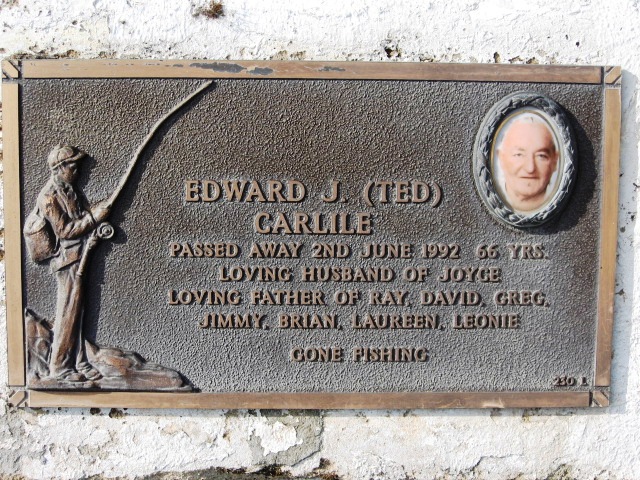 EDWARD J. (TED)
CARLILE
PASSED AWAY 2ND JUNE 1992 66 YRS.
LOVING HUSBAND OF JOYCE
LOVING FATHER OF RAY, DAVID, GREG,
JIMMY, BRIAN, LAUREEN, LEONIE
GONE FISHING
230 L